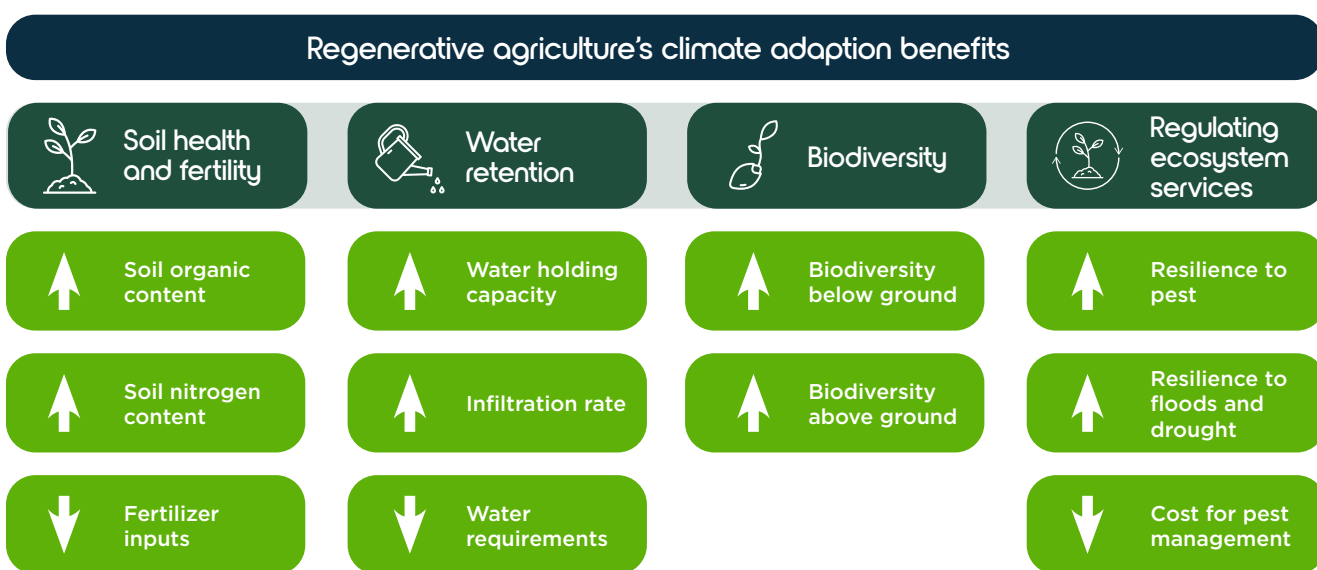 Regenerative agriculture's climate adaption benefits
Soil health
and fertility
Water
retention
Biodiversity
Regulating
ecosystem
services
Soil organic
content
Water holding
capacity
Biodiversity
below ground
Resilience to
pest
Soil nitrogen
content
Infiltration rate
Biodiversity
above ground
Resilience to
floods and
drought
Fertilizer
inputs
Water
requirements
Cost for pest
management